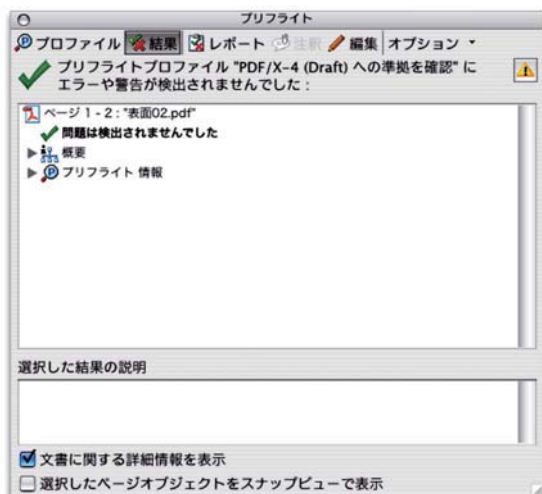 プリフライト
プロファイル 結果 レポート 注釈 編集 オプション
プリフライトプロファイル "PDF/X-4 (Draft) への準拠を確認" に
エラーや警告が検出されませんでした :
ページ 1 - 2 : "表面02.pdf"
問題は検出されませんでした
概要
プリフライト 情報
選択した結果の説明
文書に関する詳細情報を表示
選択したページオブジェクトをスナップビューで表示